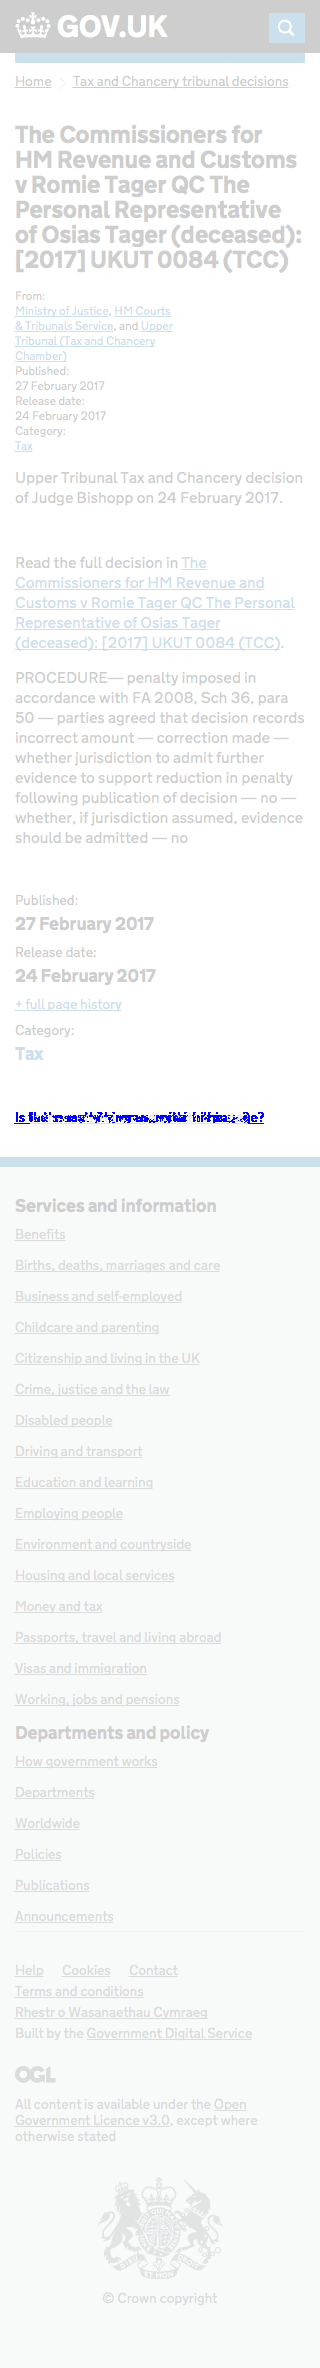 GOV.UK
Home Tax and Chancery tribunal decisions
The Commissioners for
HM Revenue and Customs
v Romie Tager QC The
Personal Representative
of Osias Tager (deceased):
[2017] UKUT 0084 (TCC)
From:
Ministry of Justice, HM Courts
& Tribunals Service, and Upper
Tribunal (Tax and Chancery
Chamber)
Published:
27 February 2017
Release date:
24 February 2017
Category:
Tax
Upper Tribunal Tax and Chancery decision
of Judge Bishopp on 24 February 2017.
Read the full decision in The
Commissioners for HM Revenue and
Customs v Romie Tager QC The Personal
Representative of Osias Tager
(deceased): [2017] UKUT 0084 (TCC).
PROCEDURE— penalty imposed in
accordance with FA 2008, Sch 36, para
50 — parties agreed that decision records
incorrect amount — correction made —
whether jurisdiction to admit further
evidence to support reduction in penalty
following publication of decision — no —
whether, if jurisdiction assumed, evidence
should be admitted — no
Published:
27 February 2017
Release date:
24 February 2017
+ full page history
Category:
Tax
Is
Services and information
Benefits
Births, deaths, marriages and care
Business and self-employed
Childcare and parenting
Citizenship and living in the UK
Crime, justice and the law
Disabled people
Driving and transport
Education and learning
Employing people
Environment and countryside
Housing and local services
Money and tax
Passports, travel and living abroad
Visas and immigration
Working, jobs and pensions
Departments and policy
How government works
Departments
Worldwide
Policies
Publications
Announcements
Help Cookies Contact
Terms and conditions
Rhestr o Wasanaethau Cymraeg
Built by the Government Digital Service
OGL
All content is available under the Open
Government Licence v3.0, except where
otherwise stated
© Crown copyright